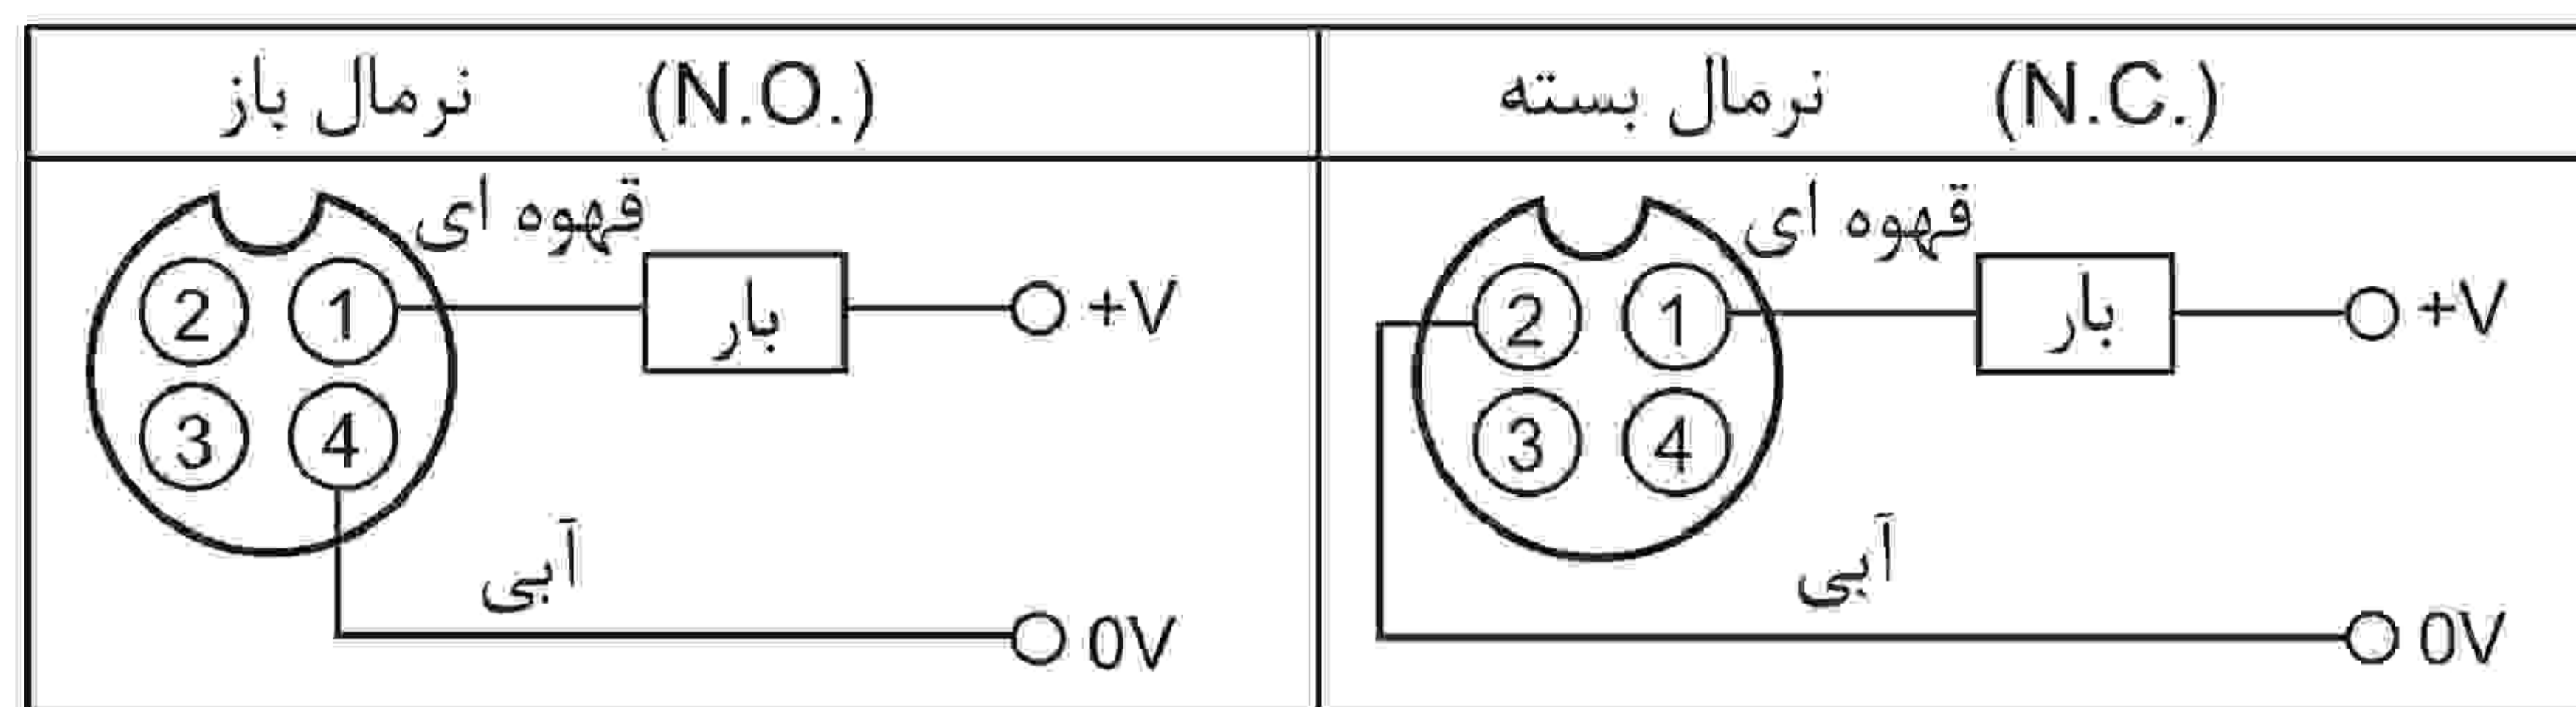 نرمال باز (N.O.)
قهوه ای
2 1 بار +V
3 4
آبی
0V
نرمال بسته (N.C.)
قهوه ای
2 1 بار +V
3 4
آبی
0V